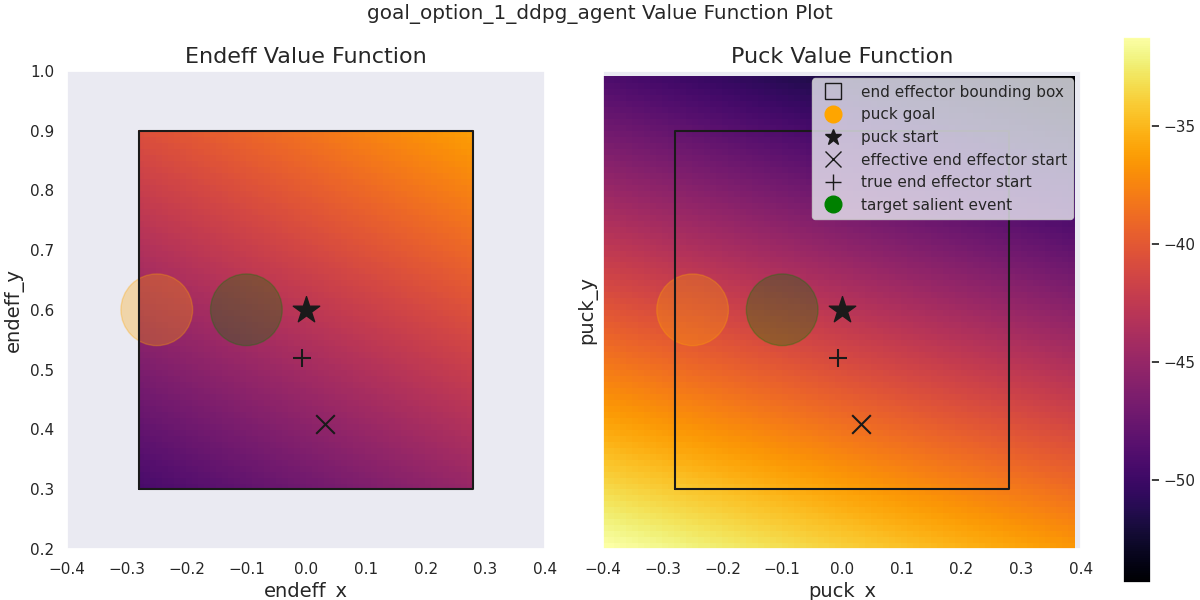 goal_option_1_ddpg_agent Value Function Plot
Endeff Value Function
endeff_y
1.0
0.9
0.8
0.7
0.6
0.5
0.4
0.3
0.2
−0.4 −0.3 −0.2 −0.1 0.0 0.1 0.2 0.3 0.4
endeff_x
Puck Value Function
puck_y
end effector bounding box
puck goal
puck start
effective end effector start
true end effector start
target salient event
−0.4 −0.3 −0.2 −0.1 0.0 0.1 0.2 0.3 0.4
puck_x
−35
−40
−45
−50